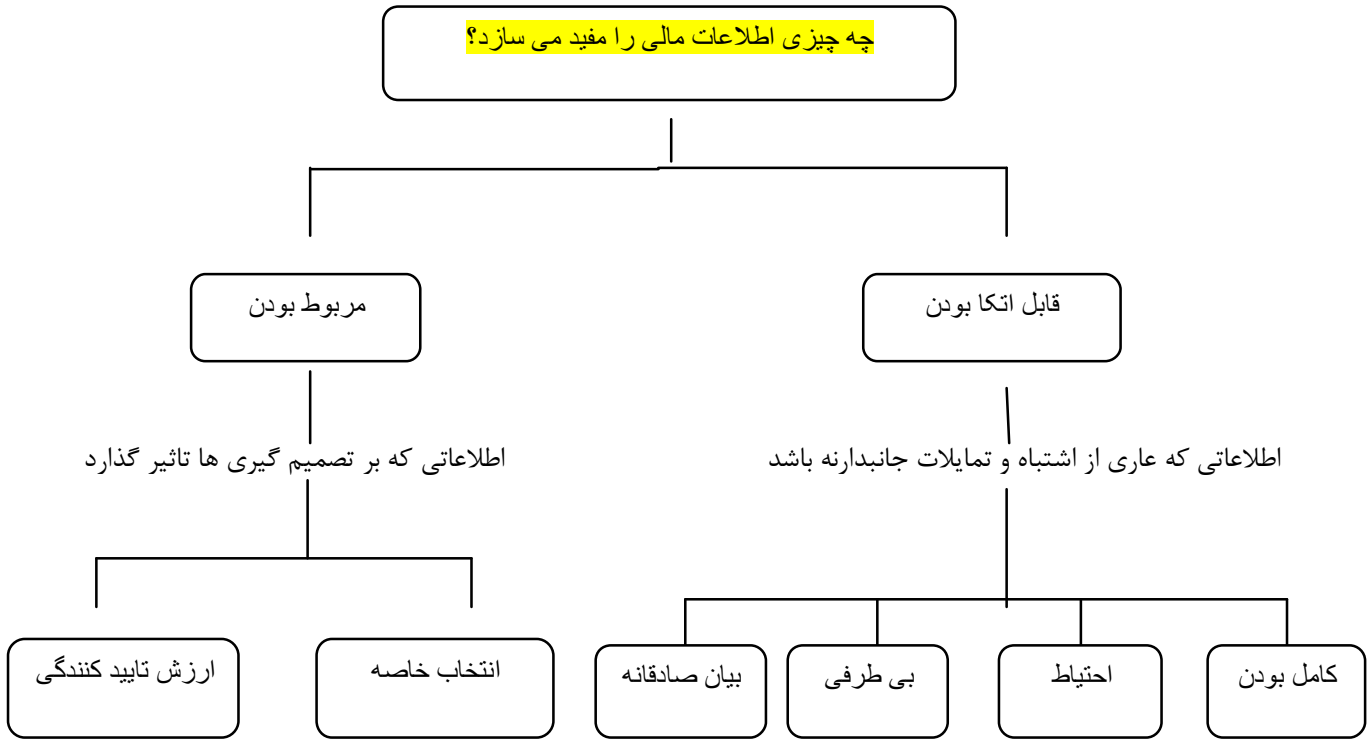 چه چیزی اطلاعات مالی را مفید می سازد؟
قابل اتکا بودن
مربوط بودن
اطلاعاتی که عاری از اشتباه و تمایلات جانبدارنه باشد
اطلاعاتی که بر تصمیم گیری ها تاثیر گذارد
کامل بودن
احتیاط
بی طرفی
بیان صادقانه
انتخاب خاصه
ارزش تایید کنندگی